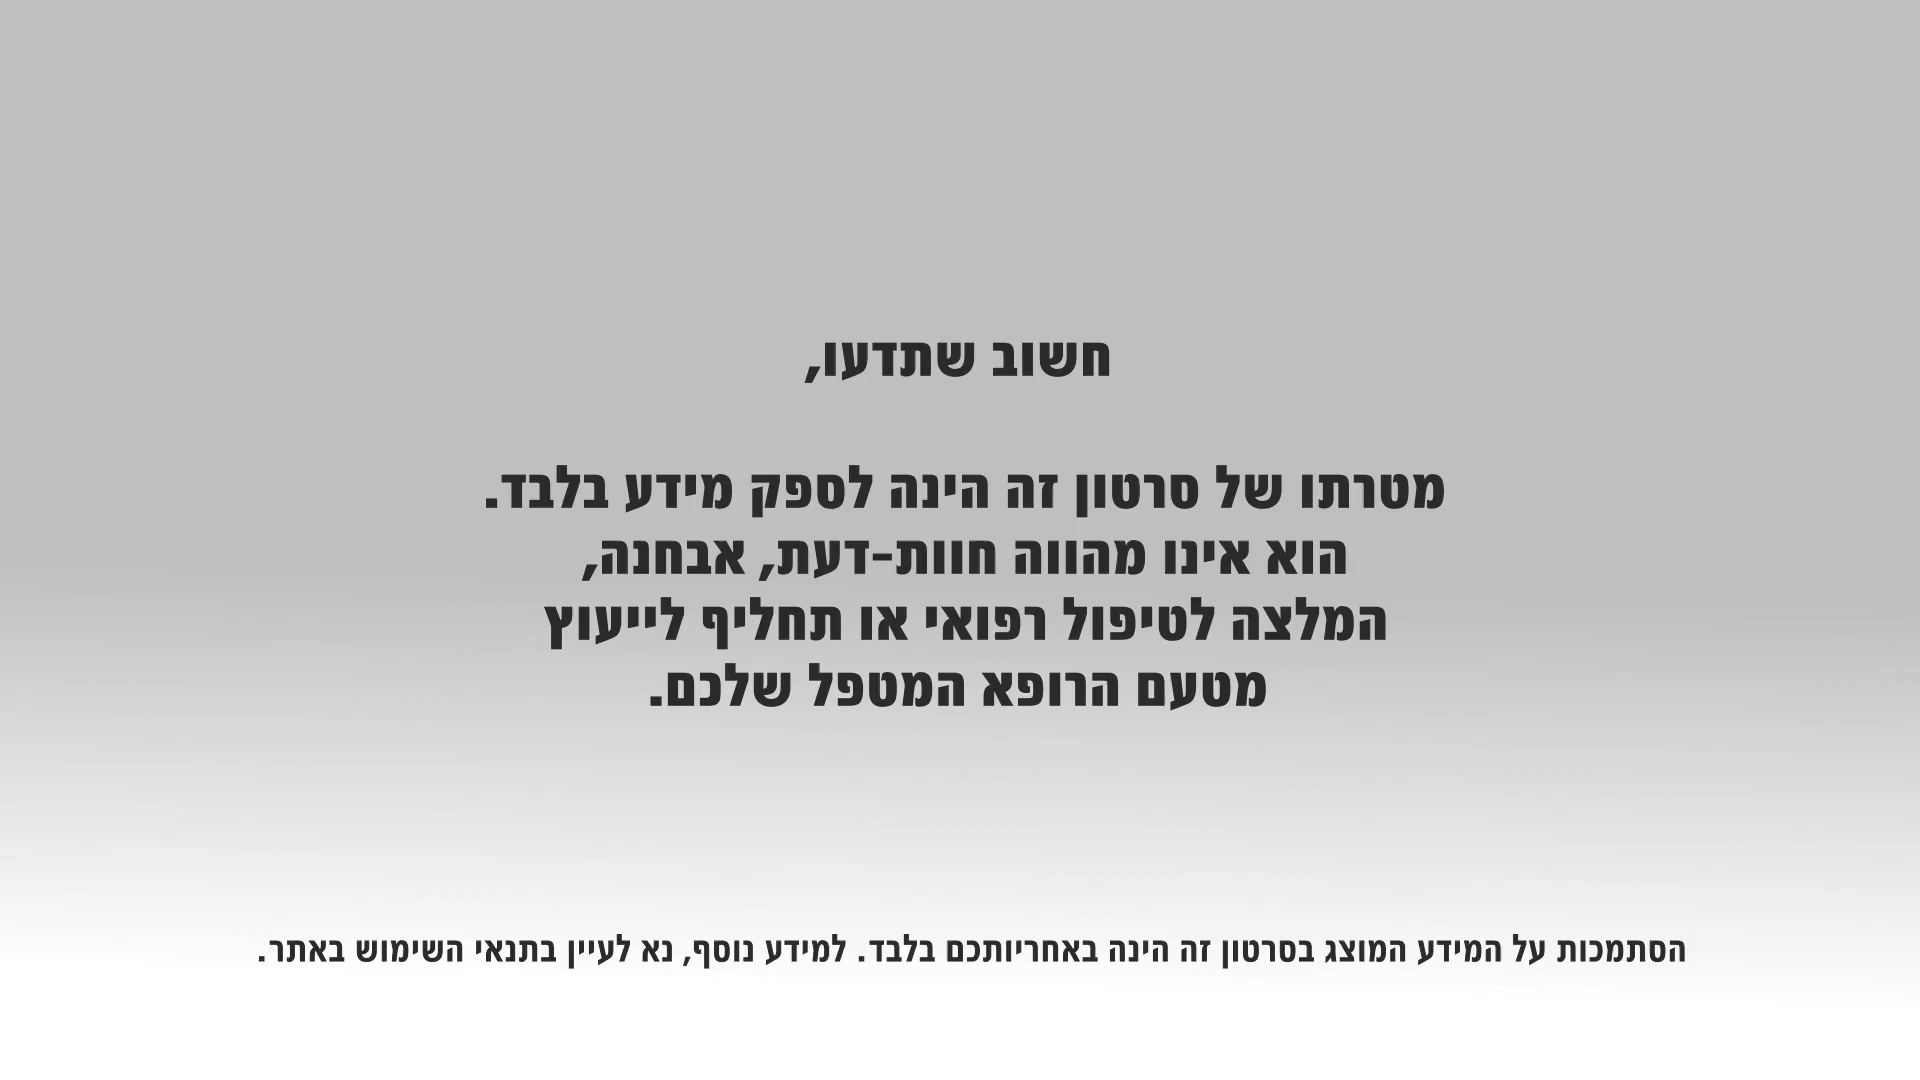 חשוב שתדעו,
מטרתו של סרטון זה הינה לספק מידע בלבד.
הוא אינו מהווה חוות-דעת, אבחנה,
המלצה לטיפול רפואי או תחליף לייעוץ
מטעם הרופא המטפל שלכם.
הסתמכות על המידע המוצג בסרטון זה הינה באחריותכם בלבד. למידע נוסף, נא לעיין בתנאי השימוש באתר.